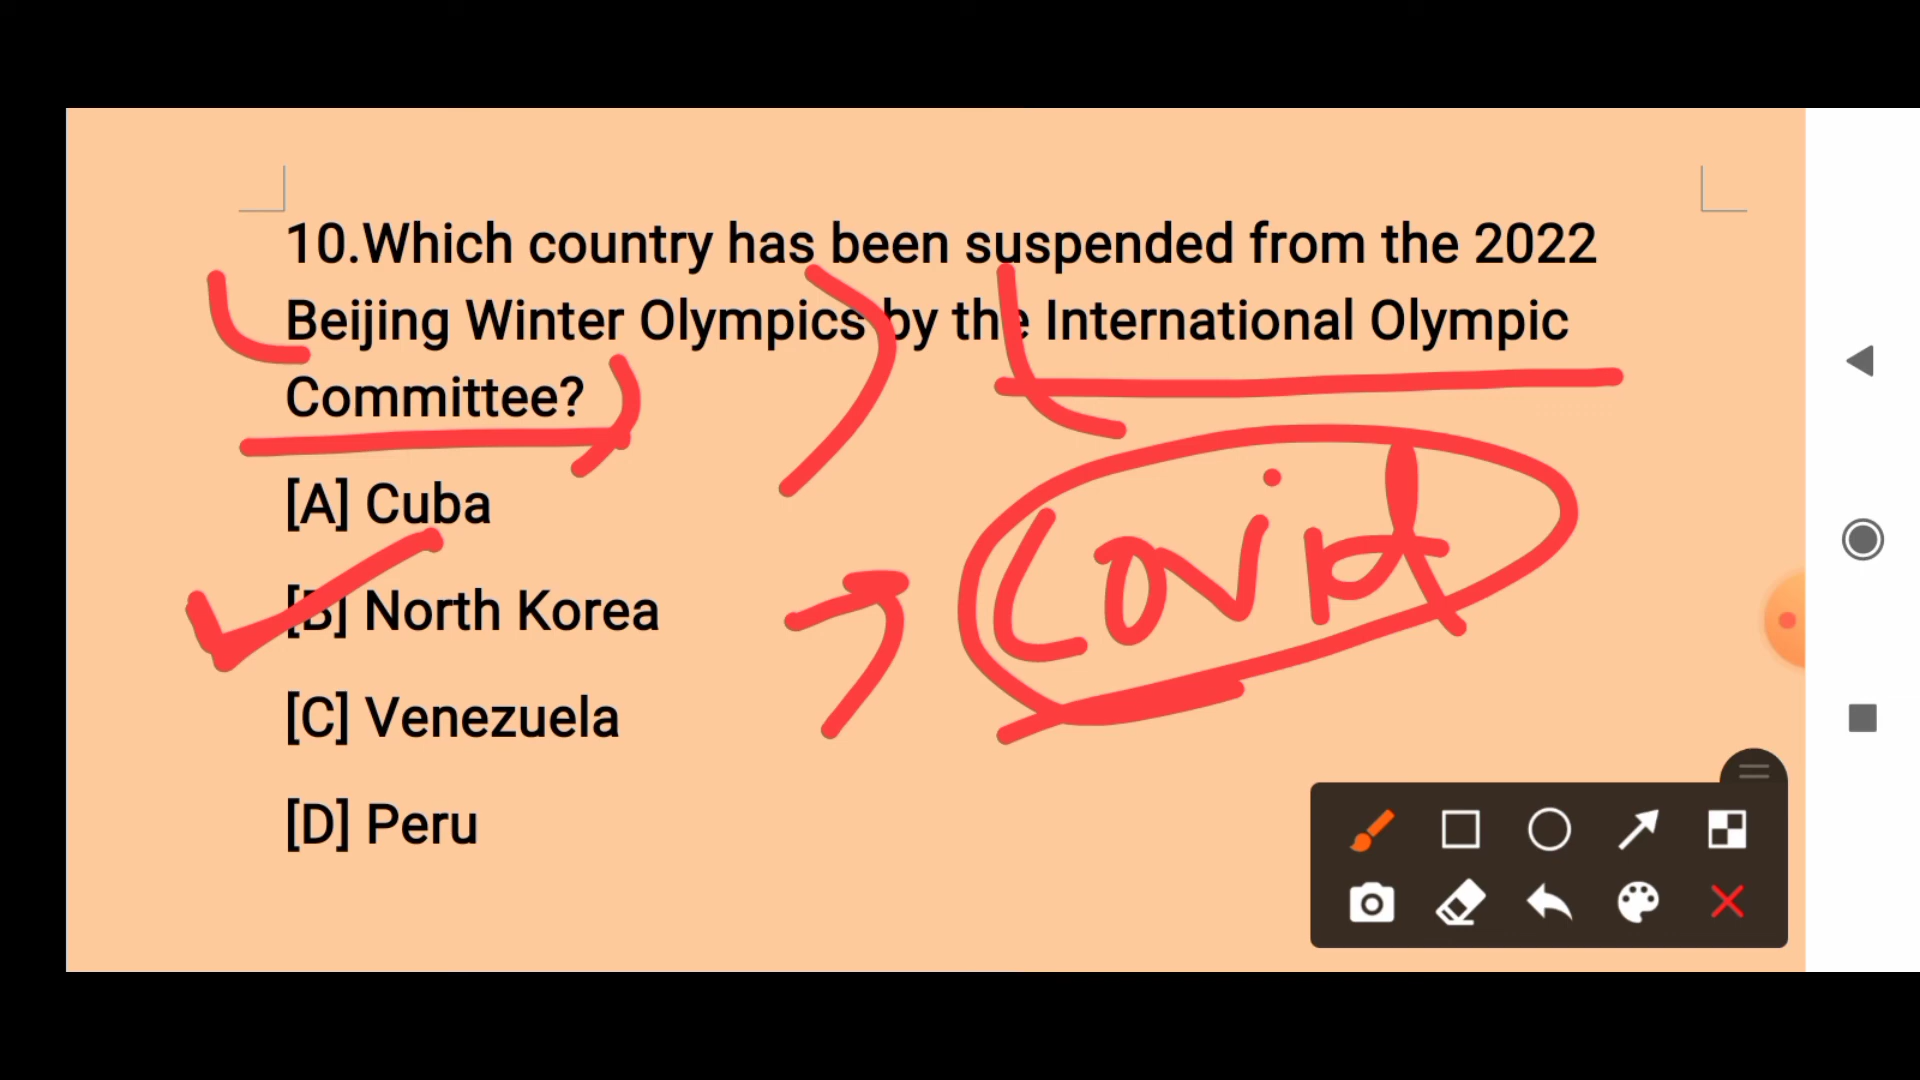 10.Which country has been suspended from the 2022
Beijing Winter Olympics by the International Olympic
Committee?
[A] Cuba
[B] North Korea
Covid
[C] Venezuela
[D] Peru